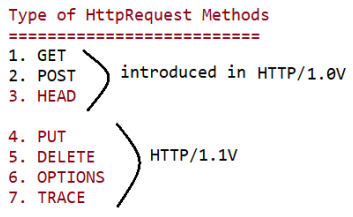 Type of HttpRequest Methods
==========================
1. GET
2. POST introduced in HTTP/1.0V
3. HEAD
4. PUT
5. DELETE HTTP/1.1V
6. OPTIONS
7. TRACE